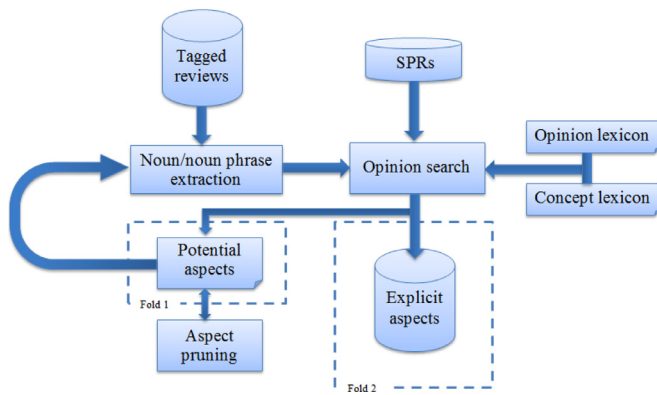 Tagged
reviews
SPRs
Noun/noun phrase
extraction
Opinion search
Opinion lexicon
Concept lexicon
Potential
aspects
Fold 1
Explicit
aspects
Aspect
pruning
Fold 2